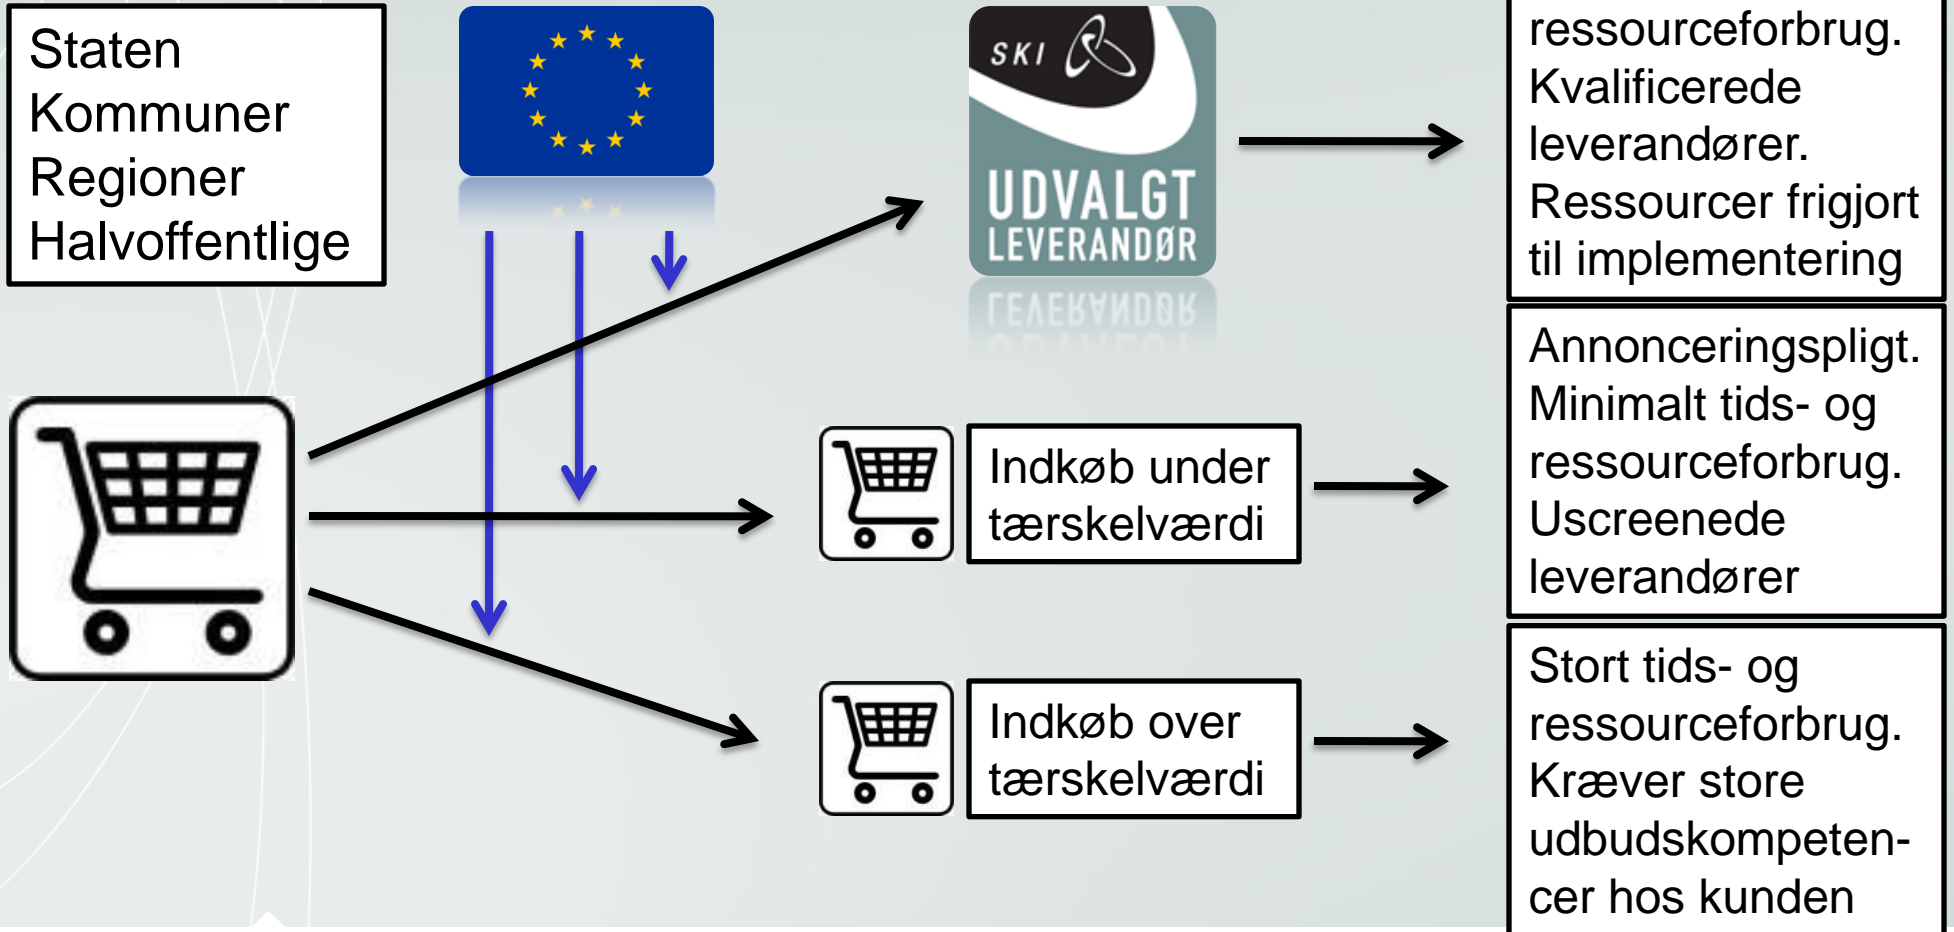 Staten
Kommuner
Regioner
Halvoffentlige
SKI
UDVALGT
LEVERANDØR
ressourceforbrug.
Kvalificerede
leverandører.
Ressourcer frigjort
til implementering
Indkøb under
tærskelværdi
Annonceringspligt.
Minimalt tids- og
ressourceforbrug.
Uscreenede
leverandører
Indkøb over
tærskelværdi
Stort tids- og
ressourceforbrug.
Kræver store
udbudskompeten-
cer hos kunden